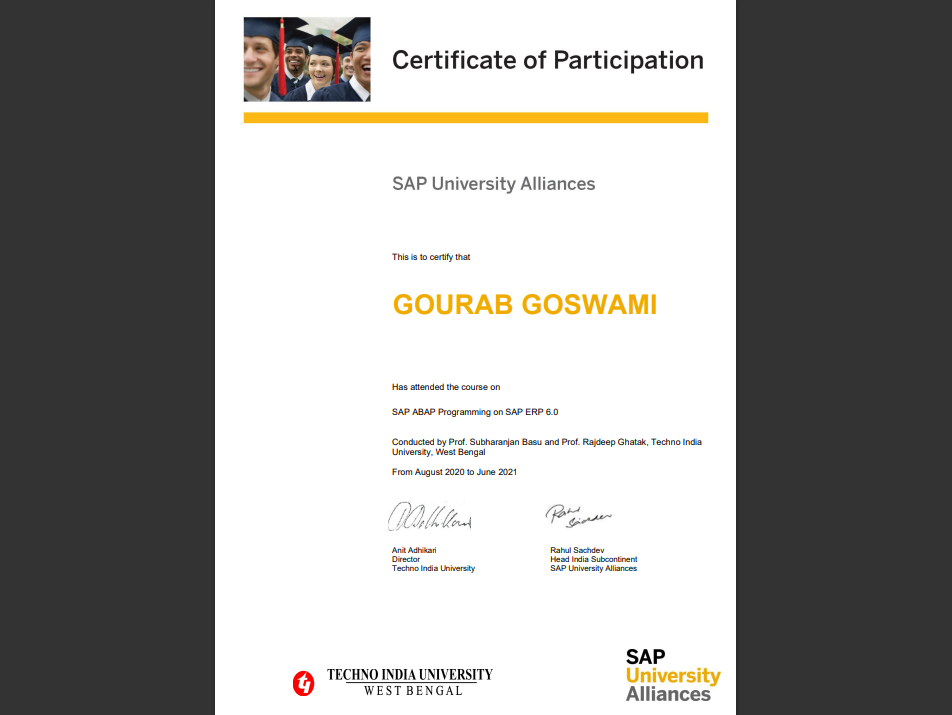 Certificate of Participation
SAP University Alliances
This is to certify that
GOURAB GOSWAMI
Has attended the course on
SAP ABAP Programming on SAP ERP 6.0
Conducted by Prof. Subharanjan Basu and Prof. Rajdeep Ghatak, Techno India
University, West Bengal
From August 2020 to June 2021
Anit Adhikari
Director
Techno India University
Rahul Sachdev
Head India Subcontinent
SAP University Alliances
TECHNO INDIA UNIVERSITY
WEST BENGAL
SAP
University
Alliances